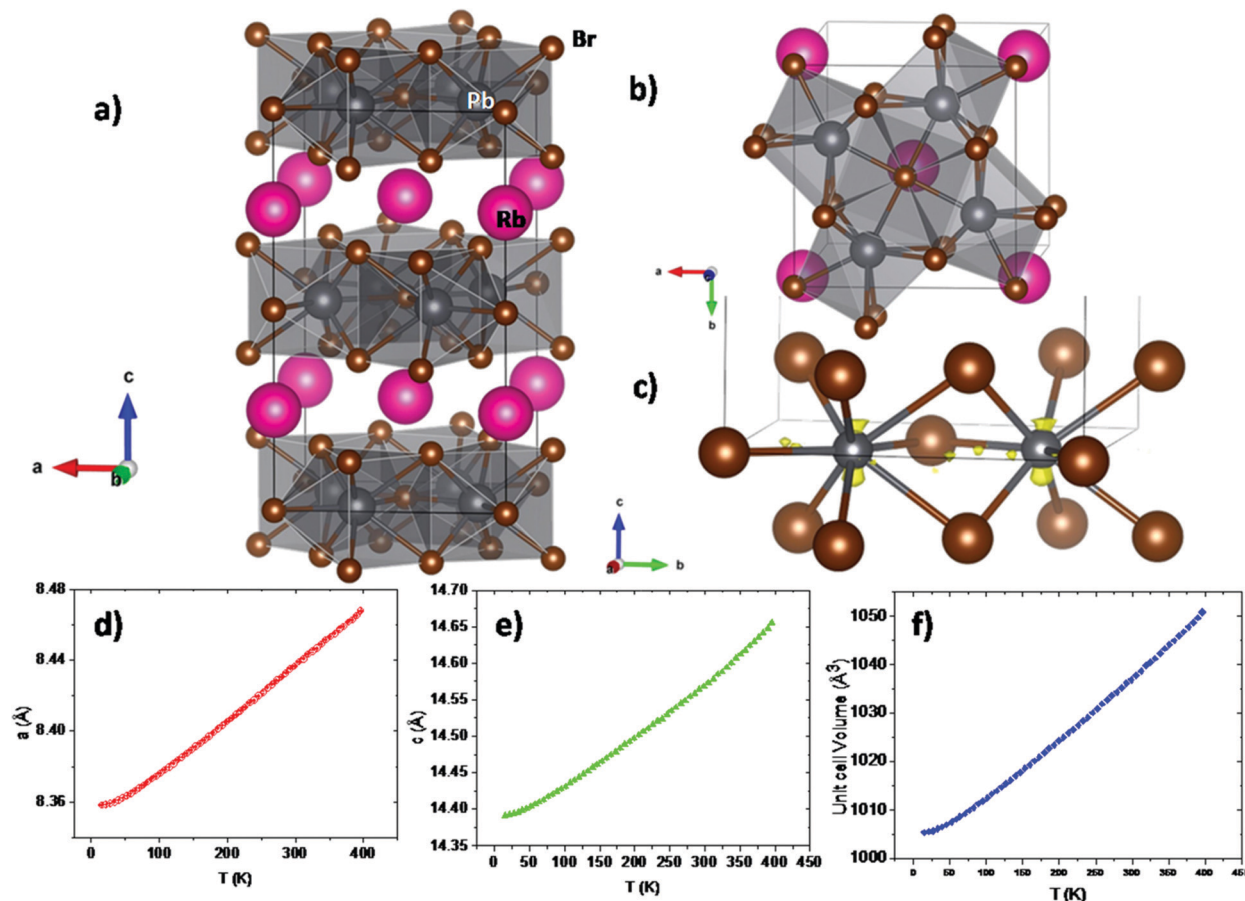 a)
Br
Pb
Rb
c
a
b
b)
a
c
b
c)
c
a
b
d)
8.48
8.44
8.40
8.36
a (Å)
0
100
200
300
400
T (K)
e)
14.70
14.65
14.60
14.55
14.50
14.45
14.40
14.35
c (Å)
0
50
100
150
200
250
300
350
400
450
T (K)
f)
1050
1040
1030
1020
1010
1000
Unit cell Volume (Å³)
0
50
100
150
200
250
300
350
400
450
T (K)